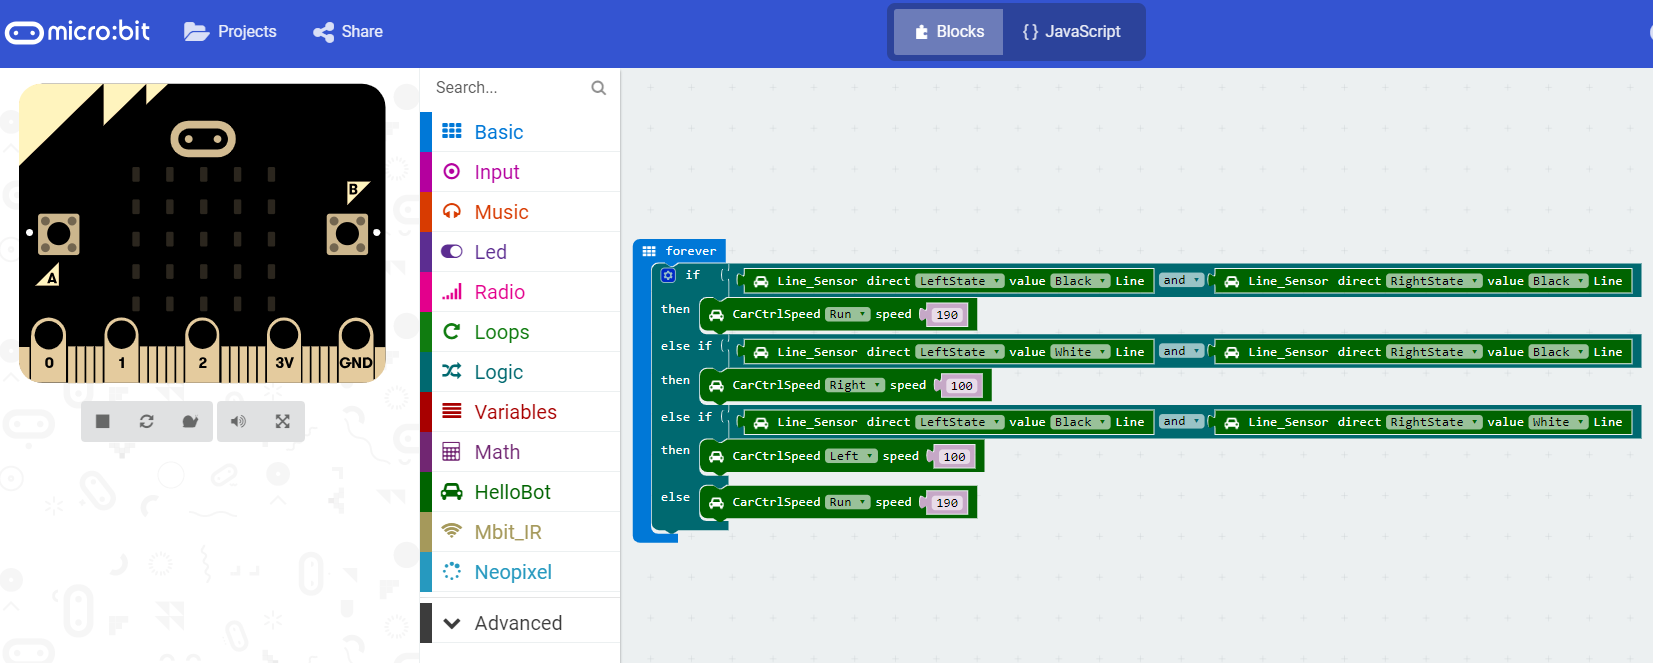 micro:bit Projects Share Blocks {} JavaScript
Search...
Basic
Input
Music
Led
Radio
Loops
Logic
Variables
Math
HelloBot
Mbit_IR
Neopixel
Advanced
B
A
0 1 2 3V GND
forever
if Line_Sensor direct LeftState value Black Line and Line_Sensor direct RightState value Black Line
then CarCtrlSpeed Run speed 190
else if Line_Sensor direct LeftState value White Line and Line_Sensor direct RightState value Black Line
then CarCtrlSpeed Right speed 100
else if Line_Sensor direct LeftState value Black Line and Line_Sensor direct RightState value White Line
then CarCtrlSpeed Left speed 100
else CarCtrlSpeed Run speed 190